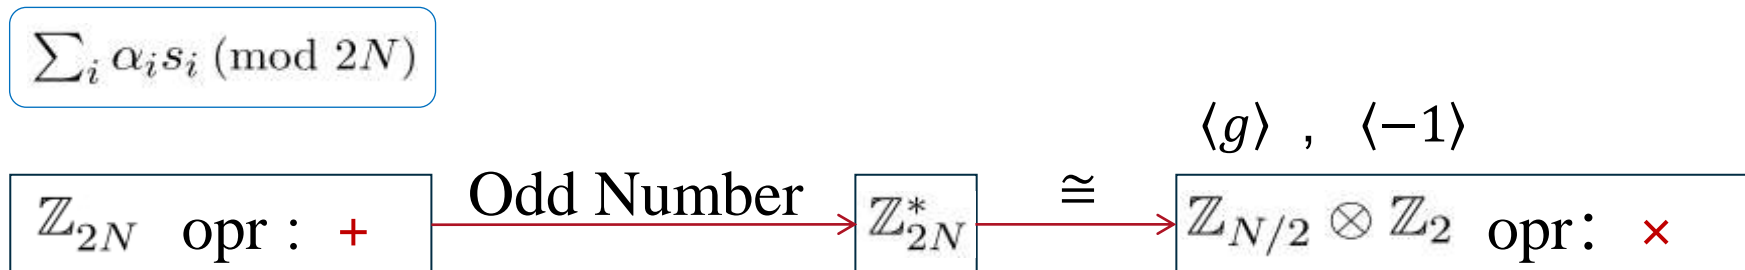 ∑_i α_i s_i (mod 2N)
⟨g⟩ , ⟨−1⟩
ℤ_{2N} opr : + Odd Number ℤ*_{2N} ≅ ℤ_{N/2} ⊗ ℤ_2 opr: ×